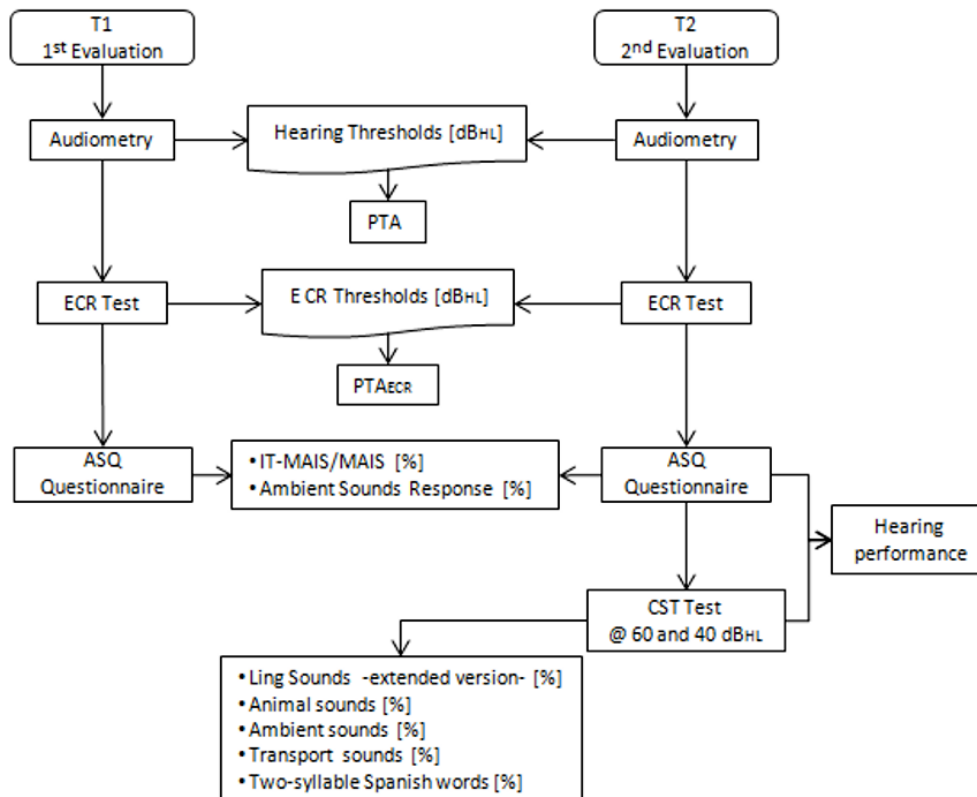 T1
1st Evaluation
T2
2nd Evaluation
Audiometry
Hearing Thresholds [dBHL]
Audiometry
PTA
ECR Test
E CR Thresholds [dBHL]
ECR Test
PTAECR
ASQ
Questionnaire
• IT-MAIS/MAIS [%]
• Ambient Sounds Response [%]
ASQ
Questionnaire
Hearing
performance
CST Test
@ 60 and 40 dBHL
• Ling Sounds -extended version- [%]
• Animal sounds [%]
• Ambient sounds [%]
• Transport sounds [%]
• Two-syllable Spanish words [%]